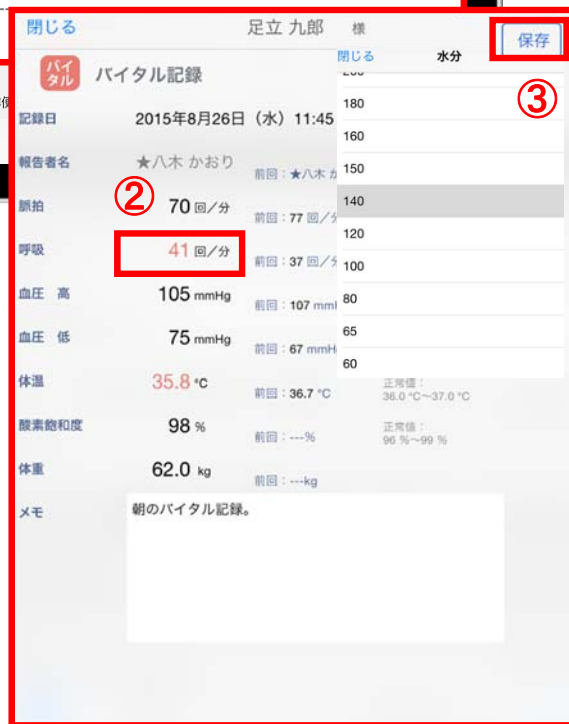 閉じる 足立 九郎 様 保存
閉じる 水分
バイタル バイタル記録
③
180
記録日 2015年8月26日（水）11:45
160
報告者名 ★八木 かおり 前回：★八木 か
150
②
脈拍 70 回／分 前回：77 回／分
140
120
呼吸 41 回／分 前回：37 回／分
100
血圧 高 105 mmHg 前回：107 mmH
80
血圧 低 75 mmHg 前回：67 mmH
65
60
体温 35.8 ℃ 前回：36.7 ℃ 正常値：
36.0 ℃〜37.0 ℃
酸素飽和度 98 % 前回：---% 正常値：
96 %〜99 %
体重 62.0 kg 前回：---kg
メモ 朝のバイタル記録。